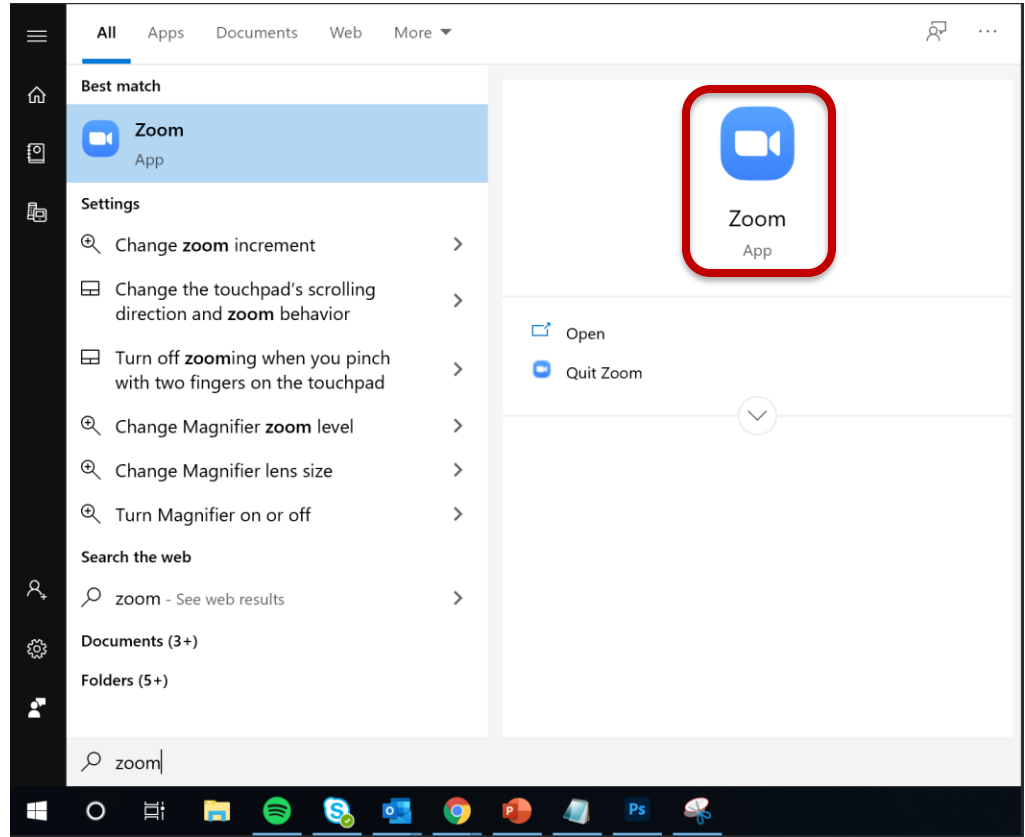 All Apps Documents Web More
Best match
Zoom
App
Settings
Change zoom increment
Change the touchpad's scrolling
direction and zoom behavior
Turn off zooming when you pinch
with two fingers on the touchpad
Change Magnifier zoom level
Change Magnifier lens size
Turn Magnifier on or off
Search the web
zoom - See web results
Documents (3+)
Folders (5+)
Zoom
App
Open
Quit Zoom
zoom
S
o
P
Ps